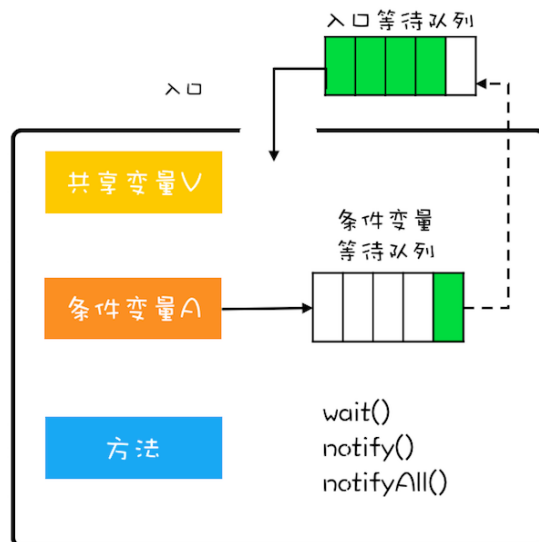 入口等待队列
入口
共享变量V
条件变量
等待队列
条件变量A
方法
wait()
notify()
notifyAll()